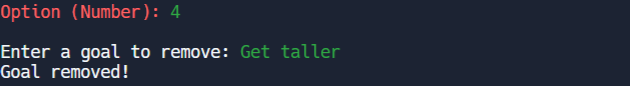 Option (Number): 4
Enter a goal to remove: Get taller
Goal removed!